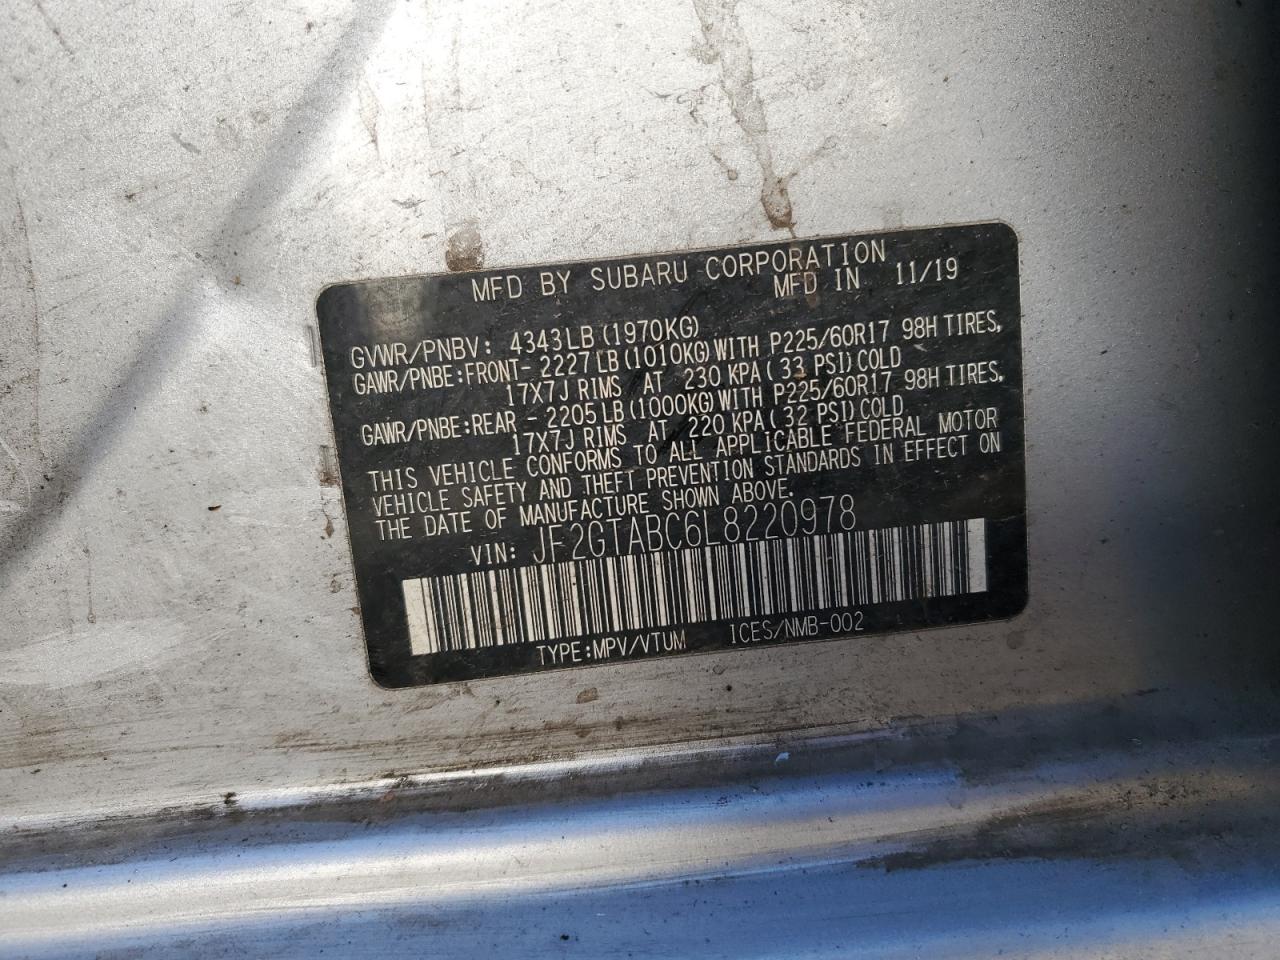 MFD BY SUBARU CORPORATION
MFD IN 11/19
GVWR/PNBV: 4343LB (1970KG)
GAWR/PNBE:FRONT- 2227LB (1010KG) WITH P225/60R17 98H TIRES,
17X7J RIMS AT 230 KPA (33 PSI) COLD
GAWR/PNBE:REAR - 2205LB (1000KG) WITH P225/60R17 98H TIRES,
17X7J RIMS AT 220 KPA (32 PSI) COLD
THIS VEHICLE CONFORMS TO ALL APPLICABLE FEDERAL MOTOR
VEHICLE SAFETY AND THEFT PREVENTION STANDARDS IN EFFECT ON
THE DATE OF MANUFACTURE SHOWN ABOVE.
VIN: JF2GTABC6L8220978
TYPE:MPV/VTUM ICES/NMB-002